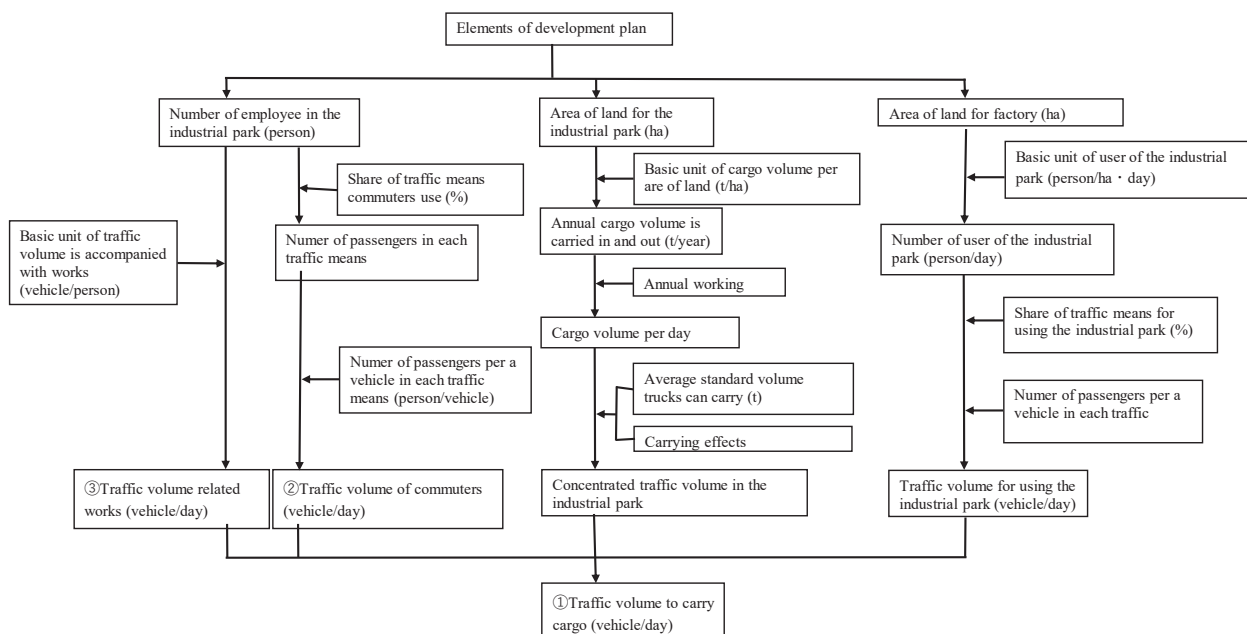 Elements of development plan
Number of employee in the
industrial park (person)
Area of land for the
industrial park (ha)
Area of land for factory (ha)
Share of traffic means
commuters use (%)
Basic unit of cargo volume per
are of land (t/ha)
Basic unit of user of the industrial
park (person/ha・day)
Basic unit of traffic
volume is accompanied
with works
(vehicle/person)
Numer of passengers in each
traffic means
Annual cargo volume is
carried in and out (t/year)
Number of user of the industrial
park (person/day)
Annual working
Cargo volume per day
Share of traffic means for
using the industrial park (%)
Numer of passengers per a
vehicle in each traffic
means (person/vehicle)
Average standard volume
trucks can carry (t)
Carrying effects
Numer of passengers per a
vehicle in each traffic
③Traffic volume related
works (vehicle/day)
②Traffic volume of commuters
(vehicle/day)
Concentrated traffic volume in the
industrial park
Traffic volume for using the
industrial park (vehicle/day)
①Traffic volume to carry
cargo (vehicle/day)